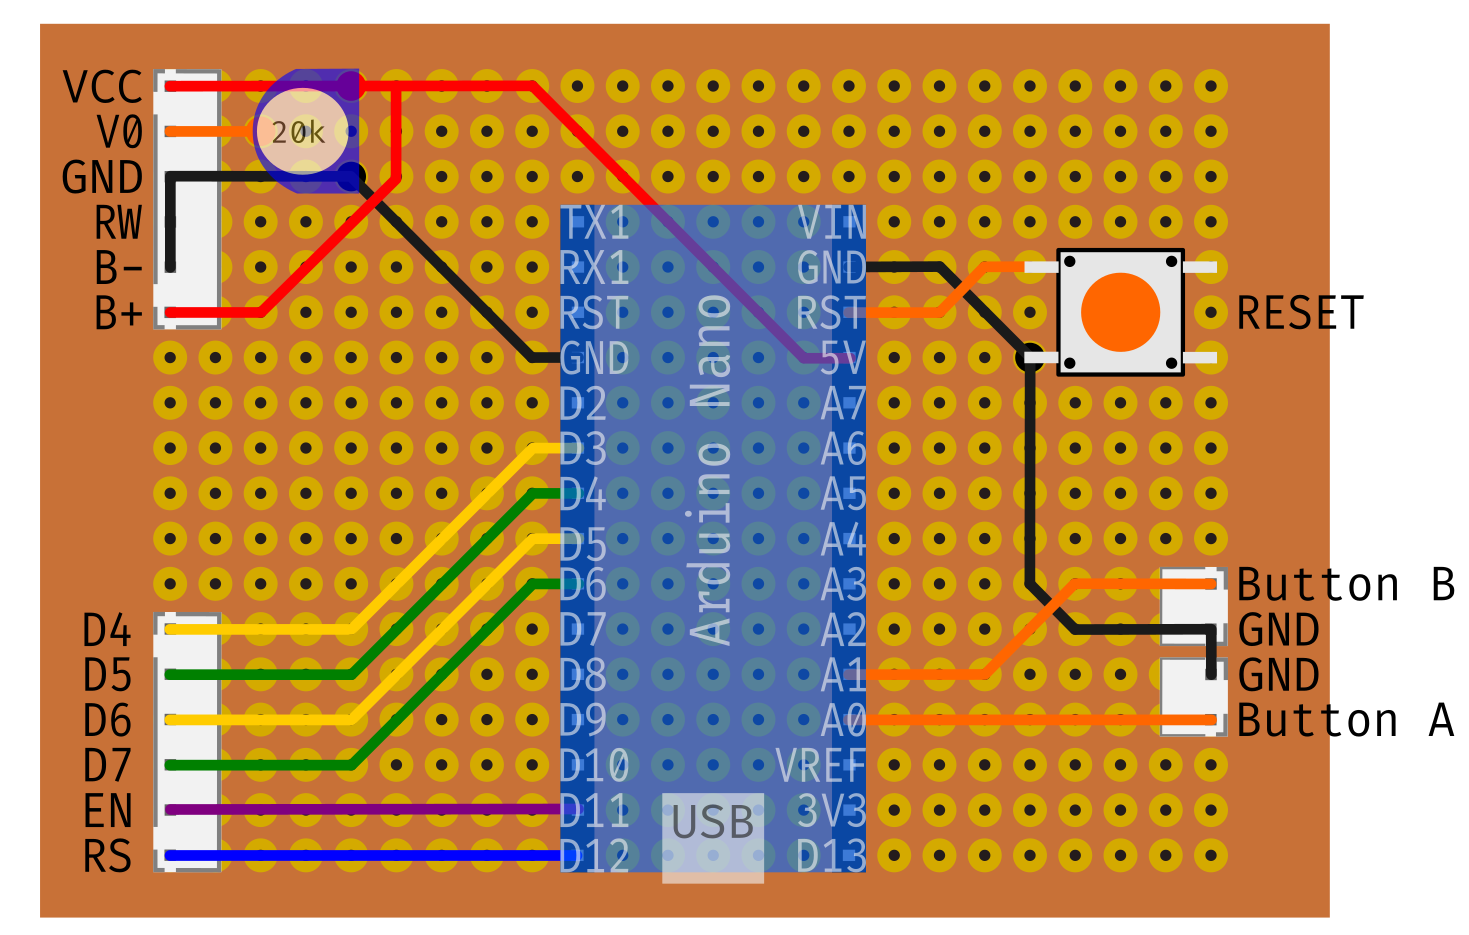 VCC
V0
GND
RW
B-
B+
20k
TX1
RX1
RST
GND
D2
D3
D4
D5
D6
D7
D8
D9
D10
D11
D12
Arduino Nano
USB
VIN
GND
RST
5V
A7
A6
A5
A4
A3
A2
A1
A0
VREF
3V3
D13
RESET
Button B
GND
GND
Button A
D4
D5
D6
D7
EN
RS